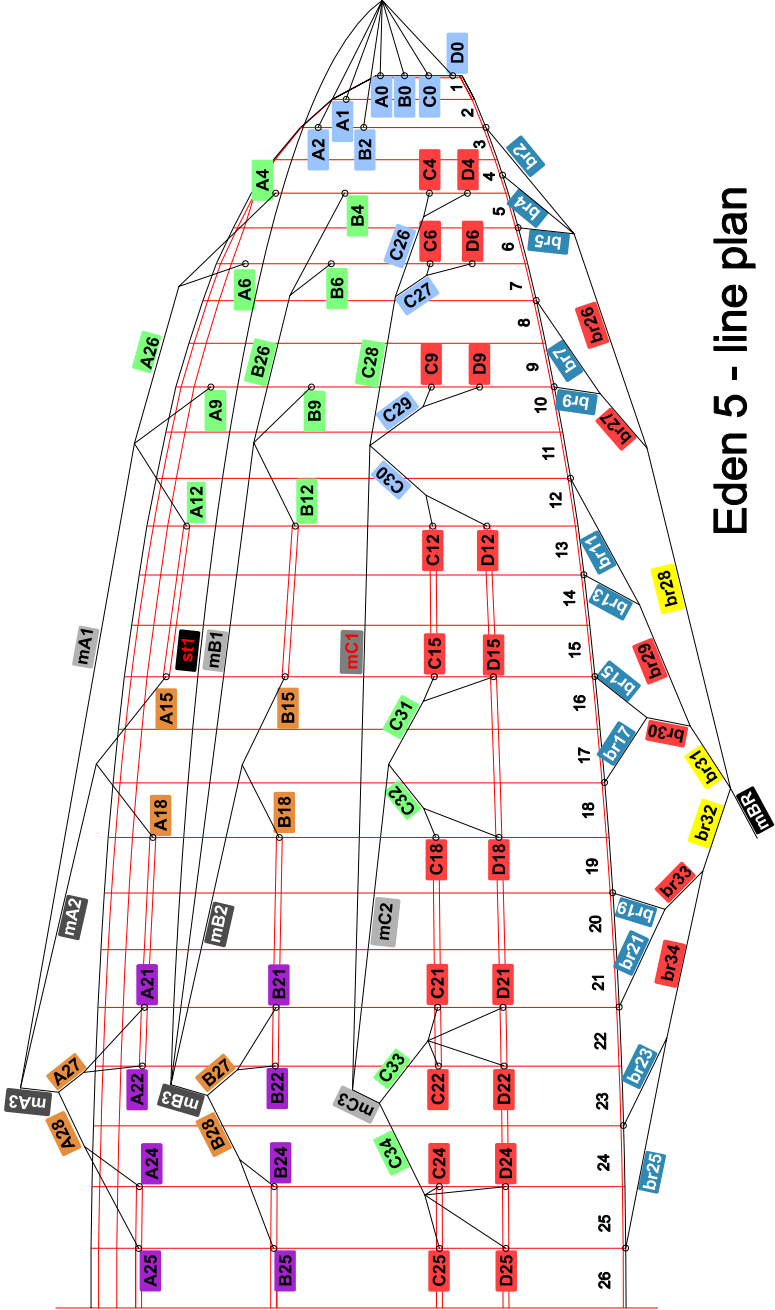 D0
1
A0
B0
C0
2
A1
A2
B2
3
br2
A4
C4
D4
4
B4
5
br4
C26
C6
D6
6
br5
A6
B6
C27
7
8
br26
A26
B26
C28
C9
D9
9
br7
A9
B9
C29
10
br9
br27
11
C30
A12
B12
12
C12
D12
13
br11
14
br13
br28
mA1
st1
mB1
mC1
C15
D15
15
br29
br15
A15
B15
C31
16
br30
br17
17
br31
C32
A18
B18
18
br32
mBR
C18
D18
19
br33
mA2
mB2
mC2
20
br19
br21
br34
A21
B21
C21
D21
21
22
A27
B27
C33
br23
mA3
A22
mB3
B22
mC3
C22
D22
23
A28
B28
C34
A24
B24
C24
D24
24
br25
25
A25
B25
C25
D25
26
Eden 5 - line plan